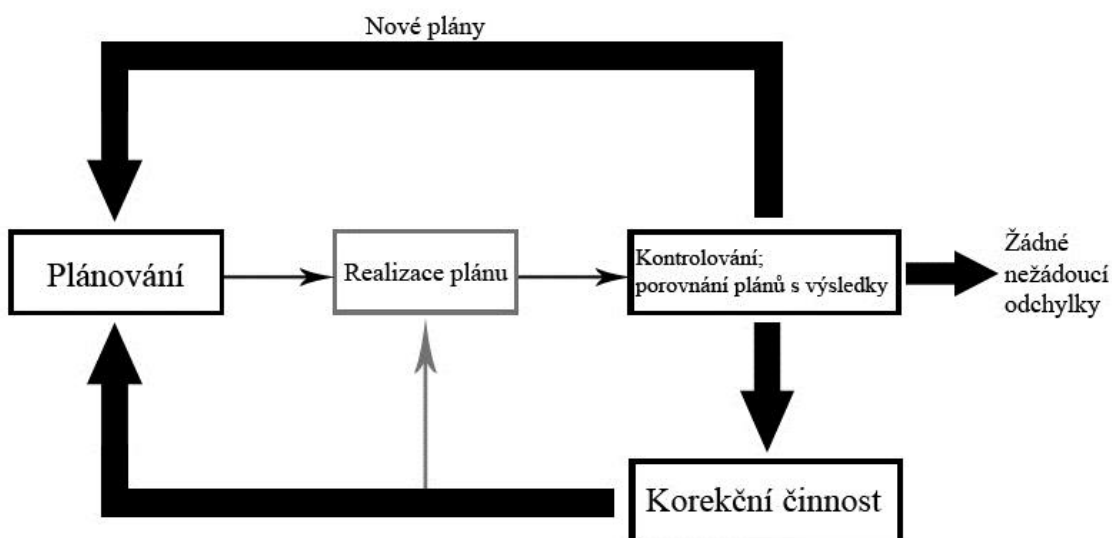 Nové plány
Plánování
Realizace plánu
Kontrolování;
porovnání plánů s výsledky
Žádné
nežádoucí
odchylky
Korekční činnost